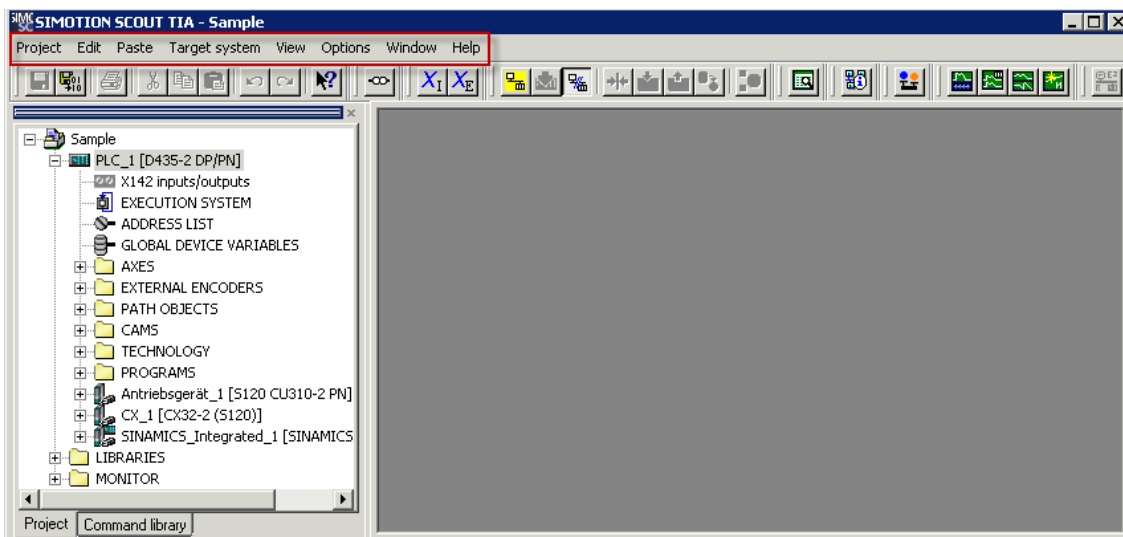 SIMOTION SCOUT TIA - Sample
Project Edit Paste Target system View Options Window Help
Sample
PLC_1 [D435-2 DP/PN]
X142 inputs/outputs
EXECUTION SYSTEM
ADDRESS LIST
GLOBAL DEVICE VARIABLES
AXES
EXTERNAL ENCODERS
PATH OBJECTS
CAMS
TECHNOLOGY
PROGRAMS
Antriebsgerät_1 [S120 CU310-2 PN]
CX_1 [CX32-2 (S120)]
SINAMICS_Integrated_1 [SINAMICS
LIBRARIES
MONITOR
Project Command library